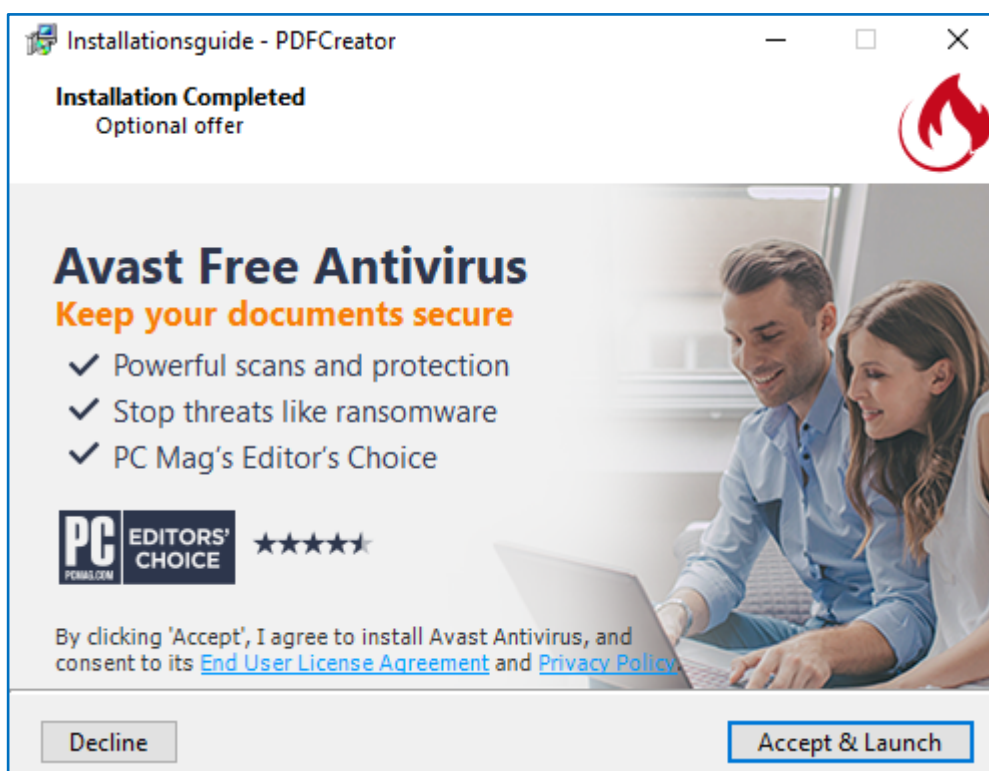 Installationsguide - PDFCreator
Installation Completed
Optional offer
Avast Free Antivirus
Keep your documents secure
Powerful scans and protection
Stop threats like ransomware
PC Mag's Editor's Choice
PC EDITORS'
CHOICE
PCMAG.COM
By clicking 'Accept', I agree to install Avast Antivirus, and
consent to its End User License Agreement and Privacy Policy.
Decline
Accept & Launch